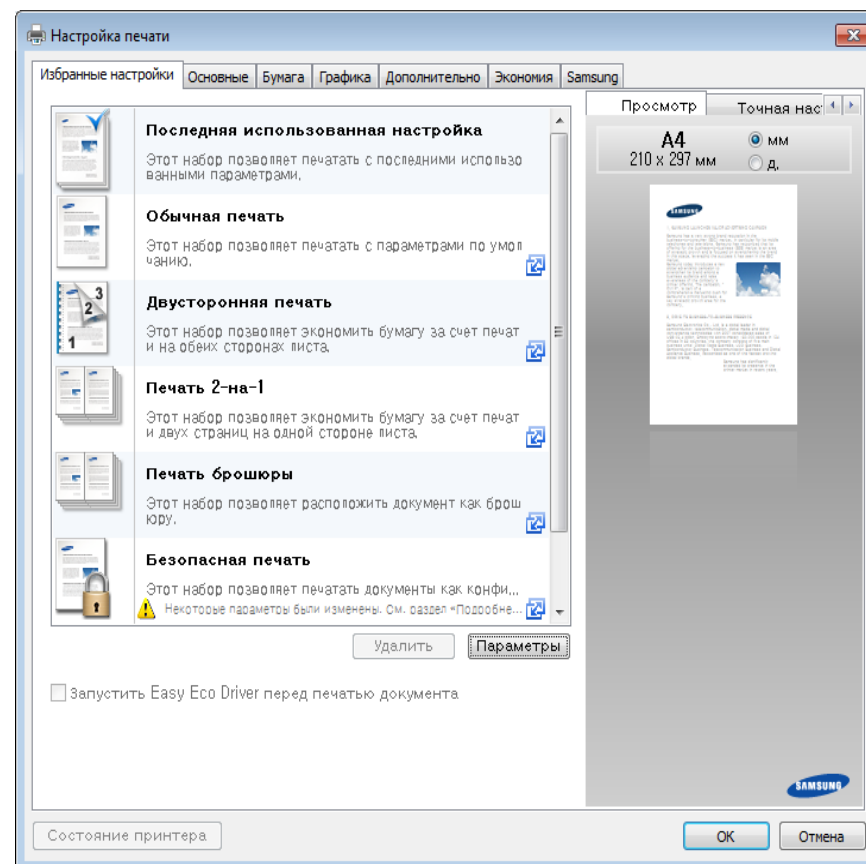 Настройка печати
Избранные настройки Основные Бумага Графика Дополнительно Экономия Samsung
Последняя использованная настройка
Этот набор позволяет печатать с последними использо
ванными параметрами.
Обычная печать
Этот набор позволяет печатать с параметрами по умол
чанию.
Двусторонняя печать
Этот набор позволяет экономить бумагу за счет печат
и на обеих сторонах листа.
Печать 2-на-1
Этот набор позволяет экономить бумагу за счет печат
и двух страниц на одной стороне листа.
Печать брошюры
Этот набор позволяет расположить документ как брош
юру.
Безопасная печать
Этот набор позволяет печатать документы как конфи...
Некоторые параметры были изменены. См. раздел «Подробне...
Удалить Параметры
Запустить Easy Eco Driver перед печатью документа
Просмотр Точная нас
A4
210 x 297 мм
мм
д.
SAMSUNG
SAMSUNG
Состояние принтера
OK Отмена